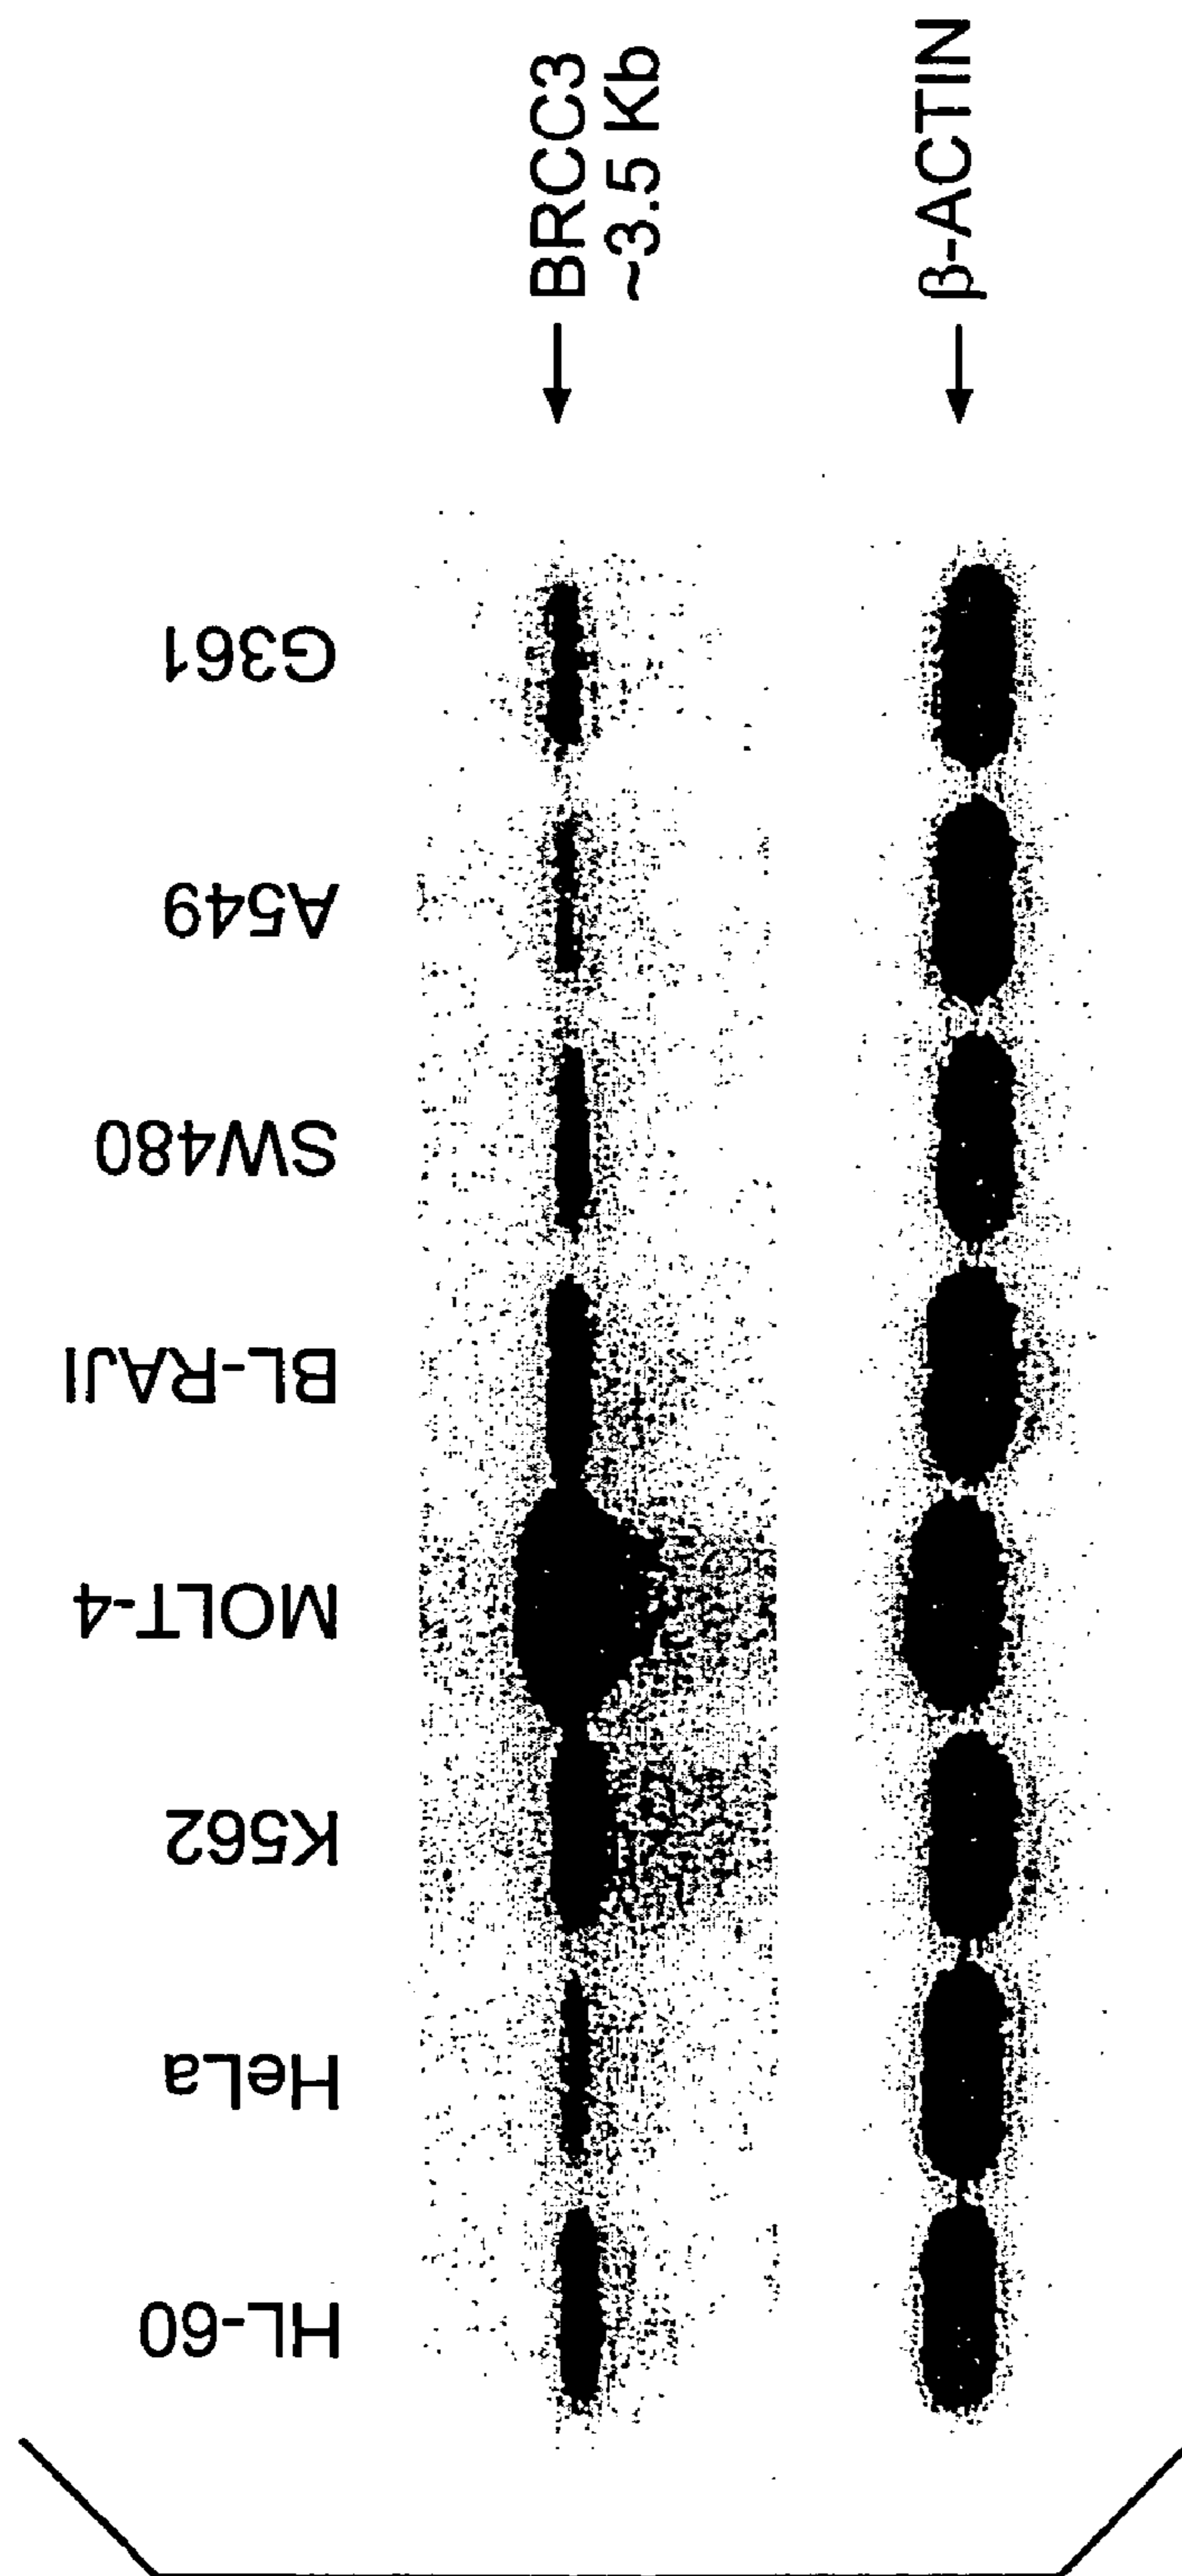 HL-60
HeLa
K562
MOLT-4
BL-RAJI
SW480
A549
G361
BRCC3
~3.5 Kb
β-ACTIN